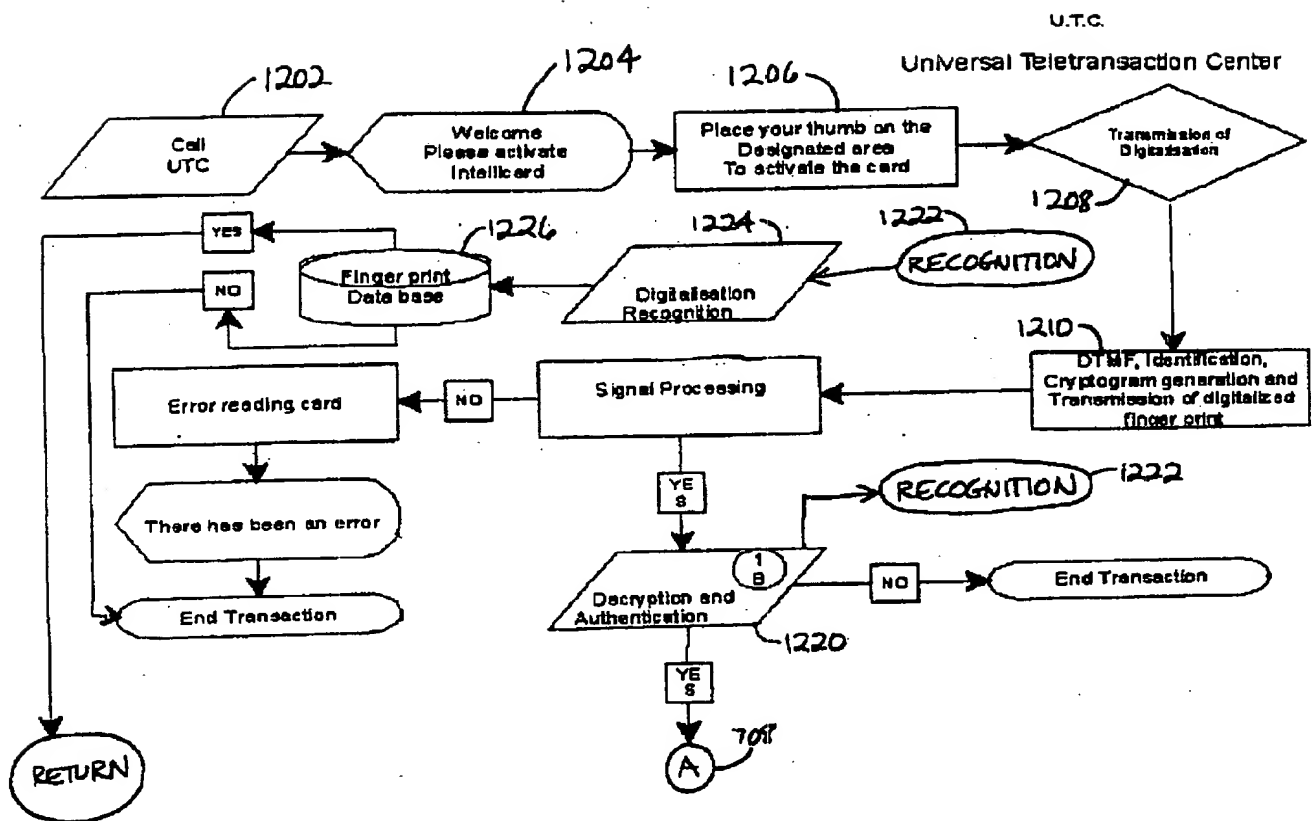 U.T.C.
Universal Teletransaction Center
1202
1204
1206
Call
UTC
Welcome
Please activate
Intellicard
Place your thumb on the
Designated area
To activate the card
Transmission of
Digitalisation
1208
YES
NO
1226
Finger print
Data base
1224
Digitalisation
Recognition
1222
RECOGNITION
1210
DTMF, Identification,
Cryptogram generation and
Transmission of digitalized
finger print
Signal Processing
NO
Error reading card
There has been an error
End Transaction
YE
S
RECOGNITION
1222
1
B
Decryption and
Authentication
1220
NO
End Transaction
YE
S
A
RETURN